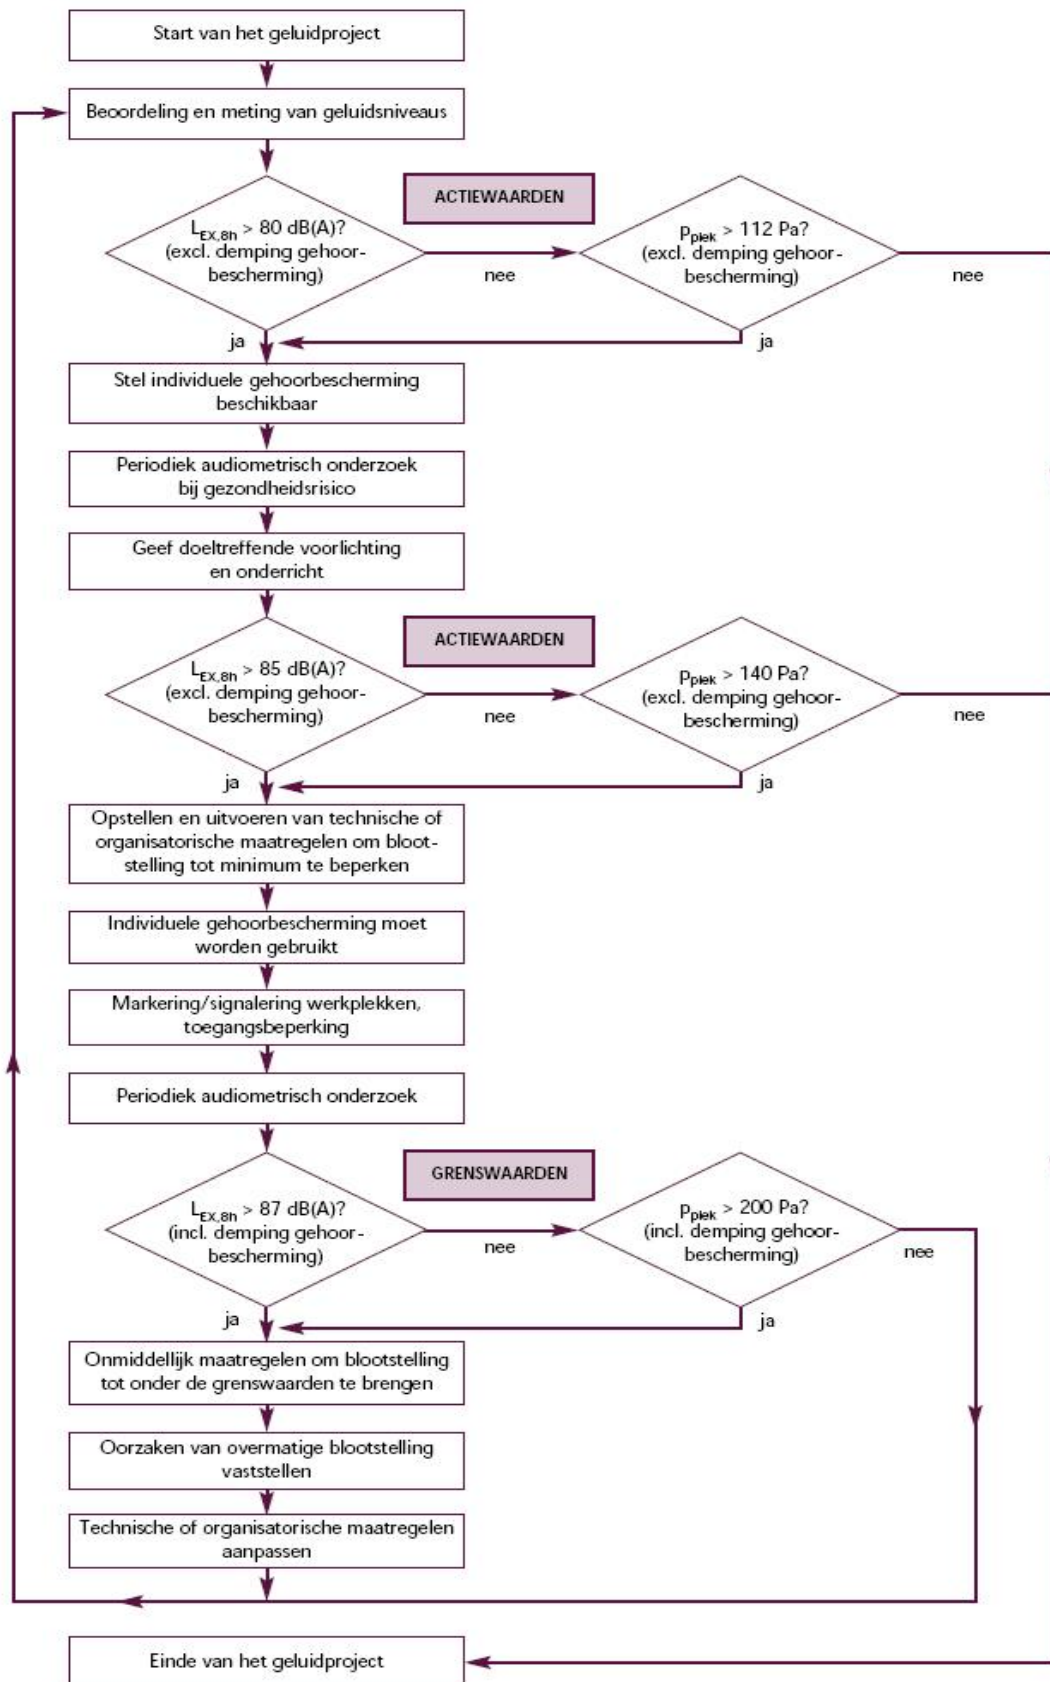 Start van het geluidproject
Beoordeling en meting van geluidsniveaus
ACTIEWAARDEN
L_EX,8h > 80 dB(A)?
(excl. demping gehoor-
bescherming)
nee
p_piek > 112 Pa?
(excl. demping gehoor-
bescherming)
nee
ja
ja
Stel individuele gehoorbescherming
beschikbaar
Periodiek audiometrisch onderzoek
bij gezondheidsrisico
Geef doeltreffende voorlichting
en onderricht
ACTIEWAARDEN
L_EX,8h > 85 dB(A)?
(excl. demping gehoor-
bescherming)
nee
p_piek > 140 Pa?
(excl. demping gehoor-
bescherming)
nee
ja
ja
Opstellen en uitvoeren van technische of
organisatorische maatregelen om bloot-
stelling tot minimum te beperken
Individuele gehoorbescherming moet
worden gebruikt
Markering/signalering werkplekken,
toegangsbeperking
Periodiek audiometrisch onderzoek
GRENSWAARDEN
L_EX,8h > 87 dB(A)?
(incl. demping gehoor-
bescherming)
nee
p_piek > 200 Pa?
(incl. demping gehoor-
bescherming)
nee
ja
ja
Onmiddellijk maatregelen om blootstelling
tot onder de grenswaarden te brengen
Oorzaken van overmatige blootstelling
vaststellen
Technische of organisatorische maatregelen
aanpassen
Einde van het geluidproject